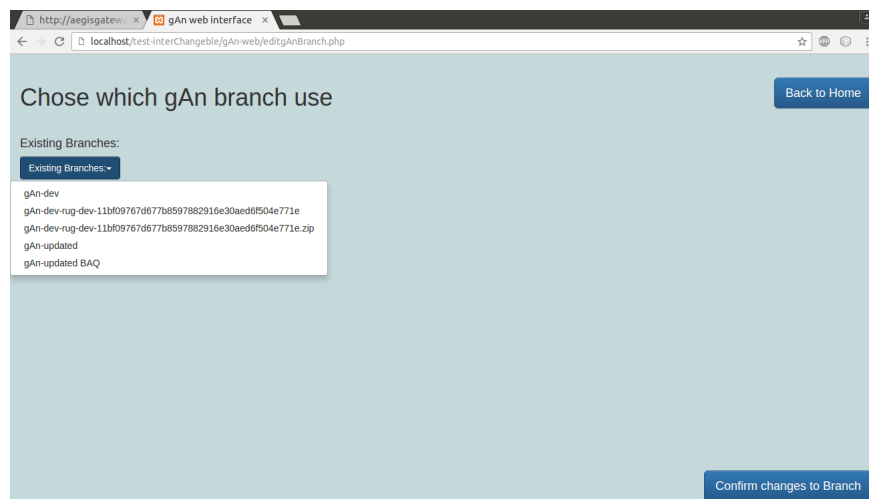 http://aegisgatew
gAn web interface
localhost/test-interChangeble/gAn-web/editgAnBranch.php
Chose which gAn branch use
Back to Home
Existing Branches:
Existing Branches:
gAn-dev
gAn-dev-rug-dev-11bf09767d677b8597882916e30aed6f504e771e
gAn-dev-rug-dev-11bf09767d677b8597882916e30aed6f504e771e.zip
gAn-updated
gAn-updated BAQ
Confirm changes to Branch